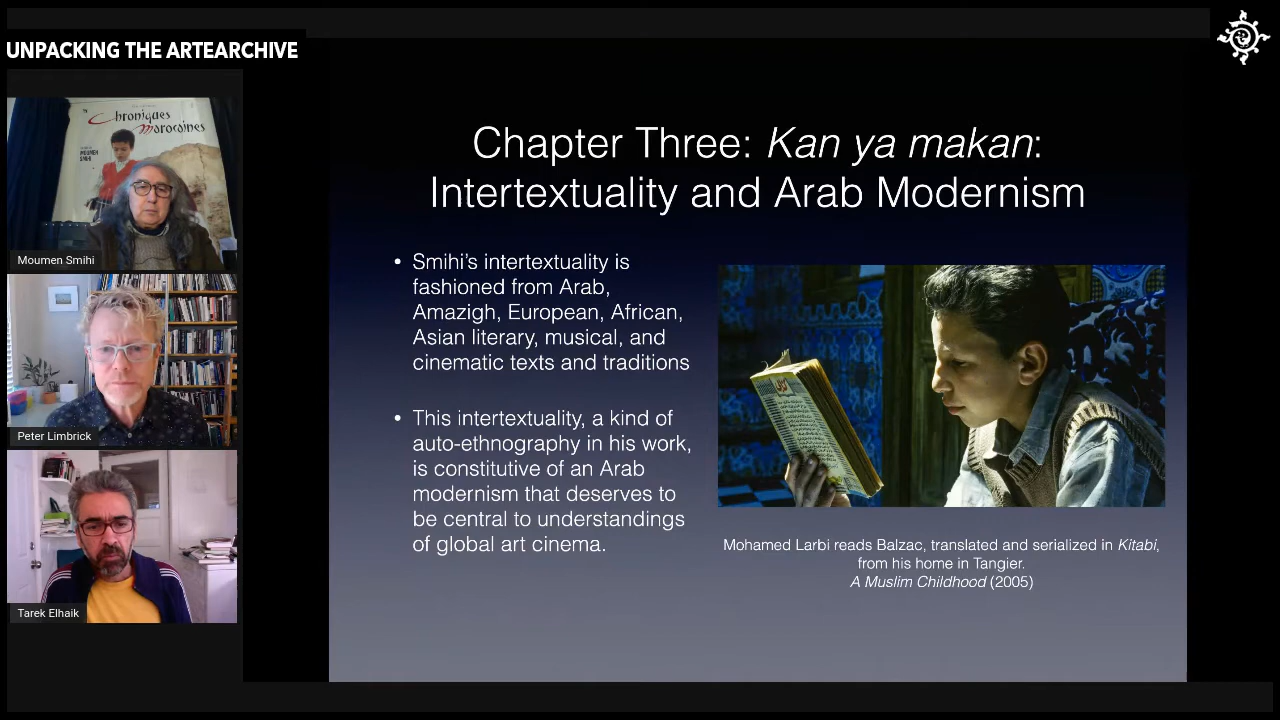 UNPACKING THE ARTEARCHIVE
Chroniques
Marocaines
MOUMEN
SMIHI
Moumen Smihi
Peter Limbrick
Tarek Elhaik
Chapter Three: Kan ya makan:
Intertextuality and Arab Modernism
• Smihi's intertextuality is
fashioned from Arab,
Amazigh, European, African,
Asian literary, musical, and
cinematic texts and traditions
• This intertextuality, a kind of
auto-ethnography in his work,
is constitutive of an Arab
modernism that deserves to
be central to understandings
of global art cinema.
Mohamed Larbi reads Balzac, translated and serialized in Kitabi,
from his home in Tangier.
A Muslim Childhood (2005)